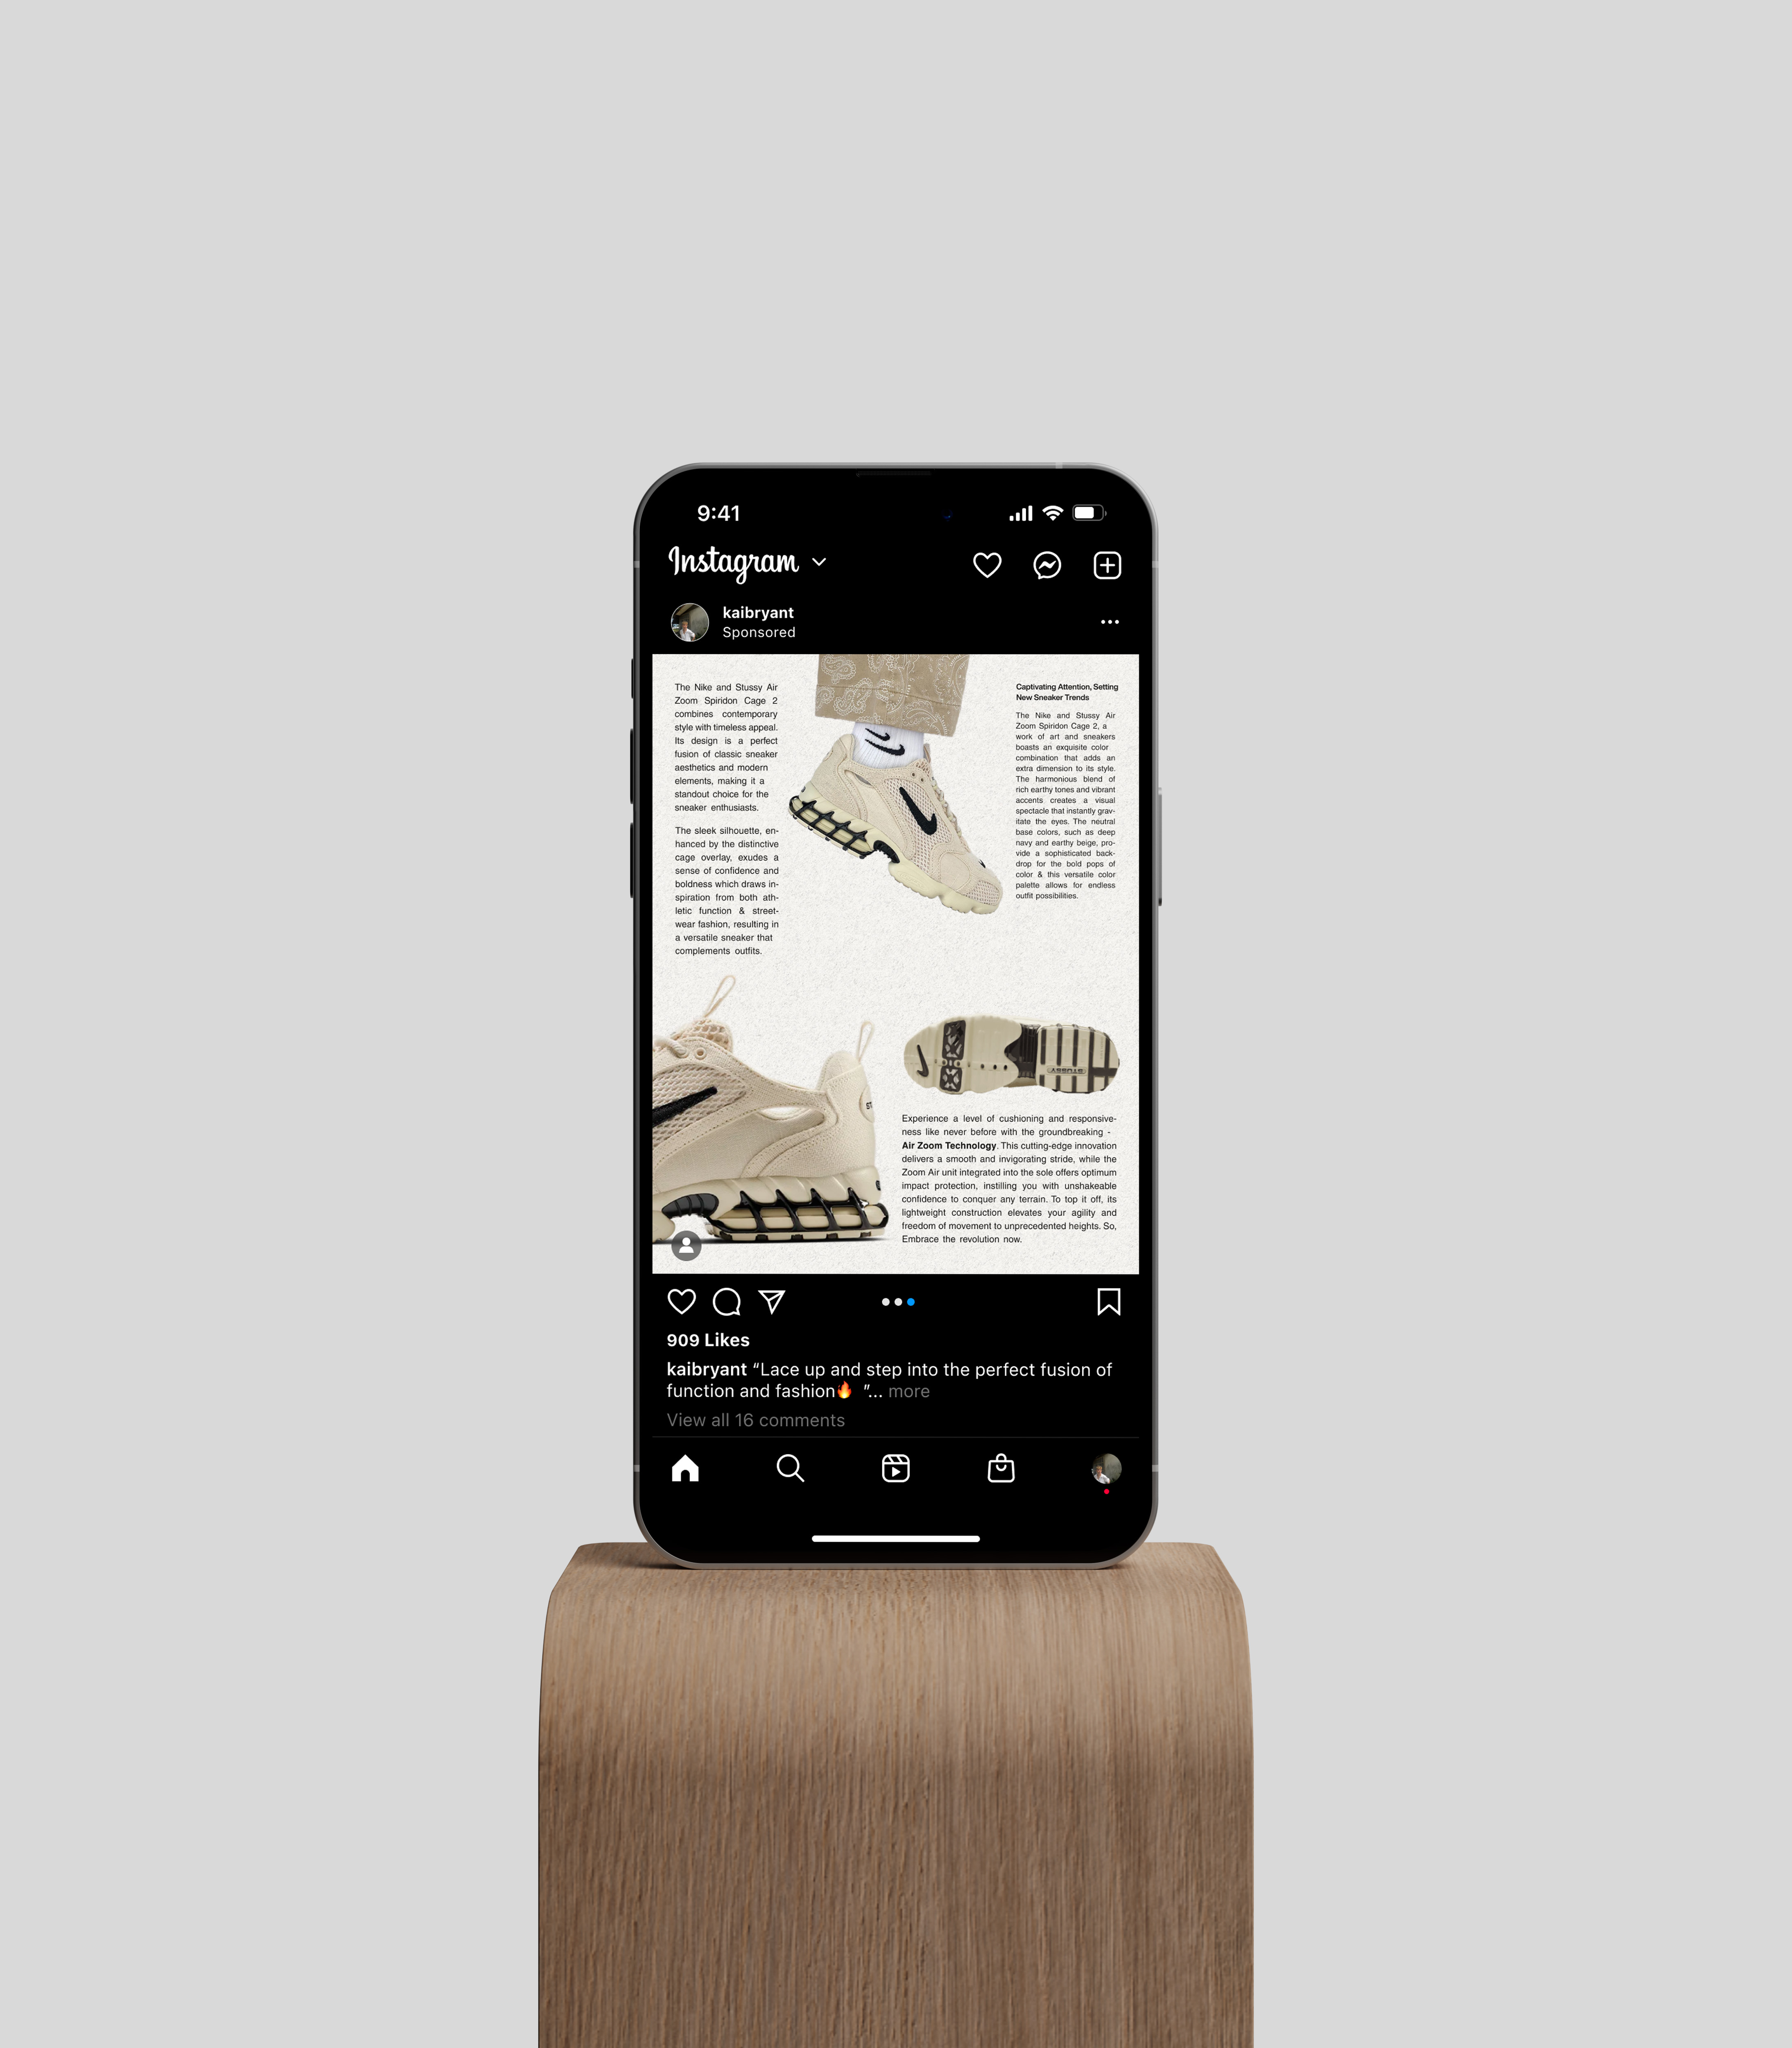 9:41
Instagram
kaibryant
Sponsored
The Nike and Stussy Air
Zoom Spiridon Cage 2
combines contemporary
style with timeless appeal.
Its design is a perfect
fusion of classic sneaker
aesthetics and modern
elements, making it a
standout choice for the
sneaker enthusiasts.
The sleek silhouette, en-
hanced by the distinctive
cage overlay, exudes a
sense of confidence and
boldness which draws in-
spiration from both ath-
letic function & street-
wear fashion, resulting in
a versatile sneaker that
complements outfits.
Captivating Attention, Setting
New Sneaker Trends
The Nike and Stussy Air
Zoom Spiridon Cage 2, a
work of art and sneakers
boasts an exquisite color
combination that adds an
extra dimension to its style.
The harmonious blend of
rich earthy tones and vibrant
accents creates a visual
spectacle that instantly grav-
itate the eyes. The neutral
base colors, such as deep
navy and earthy beige, pro-
vide a sophisticated back-
drop for the bold pops of
color & this versatile color
palette allows for endless
outfit possibilities.
STUSSY
Experience a level of cushioning and responsive-
ness like never before with the groundbreaking -
Air Zoom Technology. This cutting-edge innovation
delivers a smooth and invigorating stride, while the
Zoom Air unit integrated into the sole offers optimum
impact protection, instilling you with unshakeable
confidence to conquer any terrain. To top it off, its
lightweight construction elevates your agility and
freedom of movement to unprecedented heights. So,
Embrace the revolution now.
909 Likes
kaibryant “Lace up and step into the perfect fusion of
function and fashion🔥 ”... more
View all 16 comments